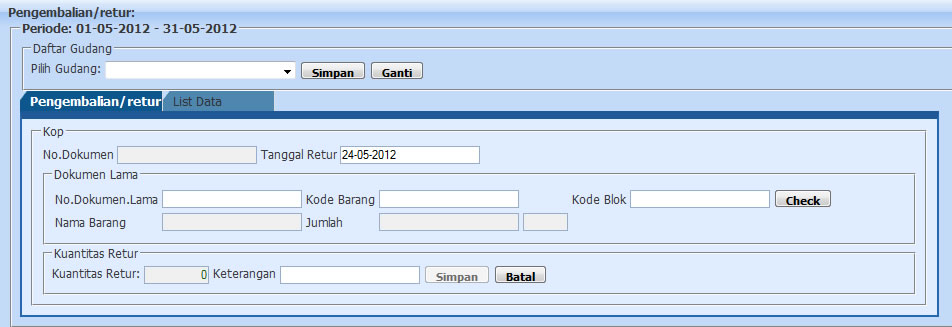 Pengembalian/retur:
Periode: 01-05-2012 - 31-05-2012
Daftar Gudang
Pilih Gudang: Simpan Ganti
Pengembalian/retur List Data
Kop
No.Dokumen Tanggal Retur 24-05-2012
Dokumen Lama
No.Dokumen.Lama Kode Barang Kode Blok Check
Nama Barang Jumlah
Kuantitas Retur
Kuantitas Retur: 0 Keterangan Simpan Batal